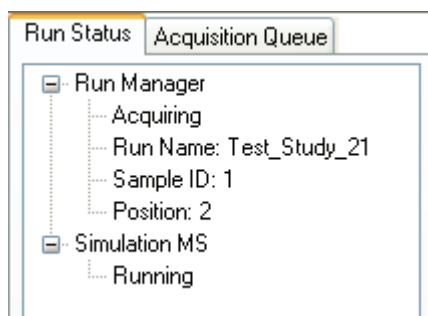 Run Status
Acquisition Queue
Run Manager
Acquiring
Run Name: Test_Study_21
Sample ID: 1
Position: 2
Simulation MS
Running